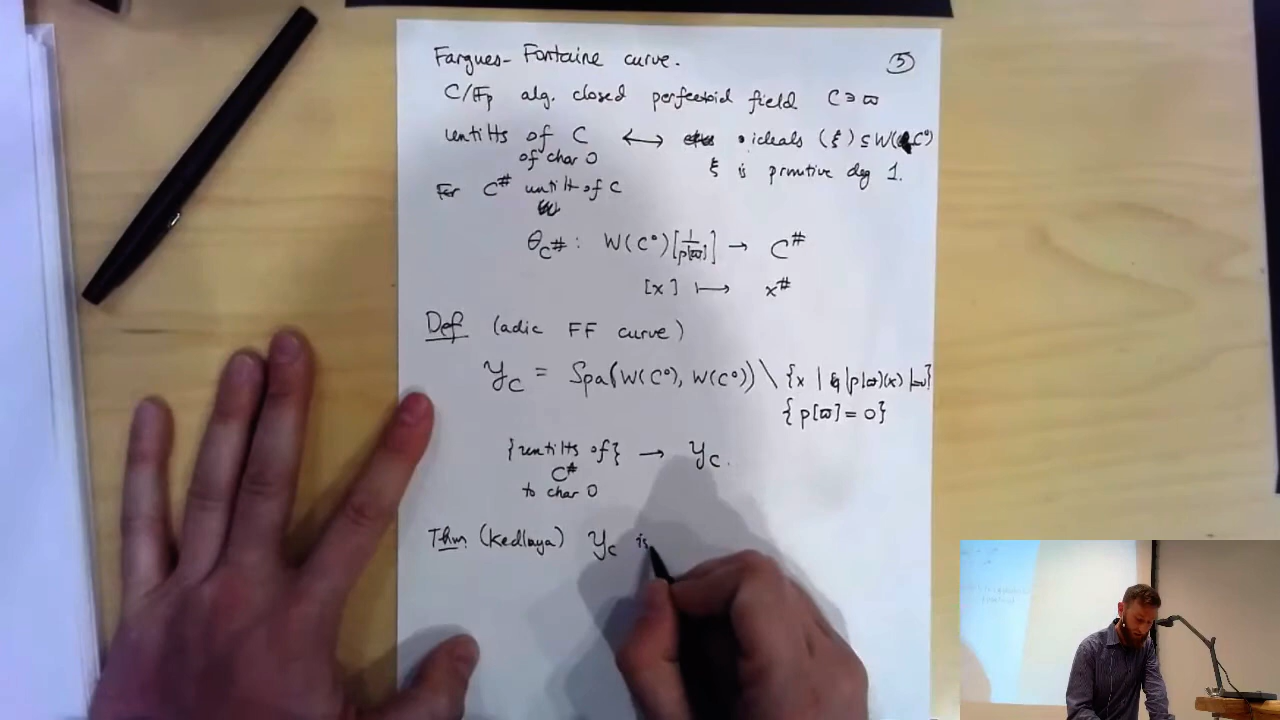 Fargues-Fontaine curve. ⑤
C/𝔽p alg. closed perfectoid field C ∋ ϖ
untilts of C ⟷ • ideals (ξ) ⊆ W(C°)
of char 0 ξ is primitive deg 1.
For C# untilt of C
θ_C# : W(C°)[1/p[ϖ]] → C#
[x] ⟼ x#
Def (adic FF curve)
𝒴_C = Spa(W(C°), W(C°)) \ {x | |p[ϖ](x)|=0}
{p[ϖ] = 0}
{untilts of} → 𝒴_C.
C#
to char 0
Thm (Kedlaya) 𝒴_C is